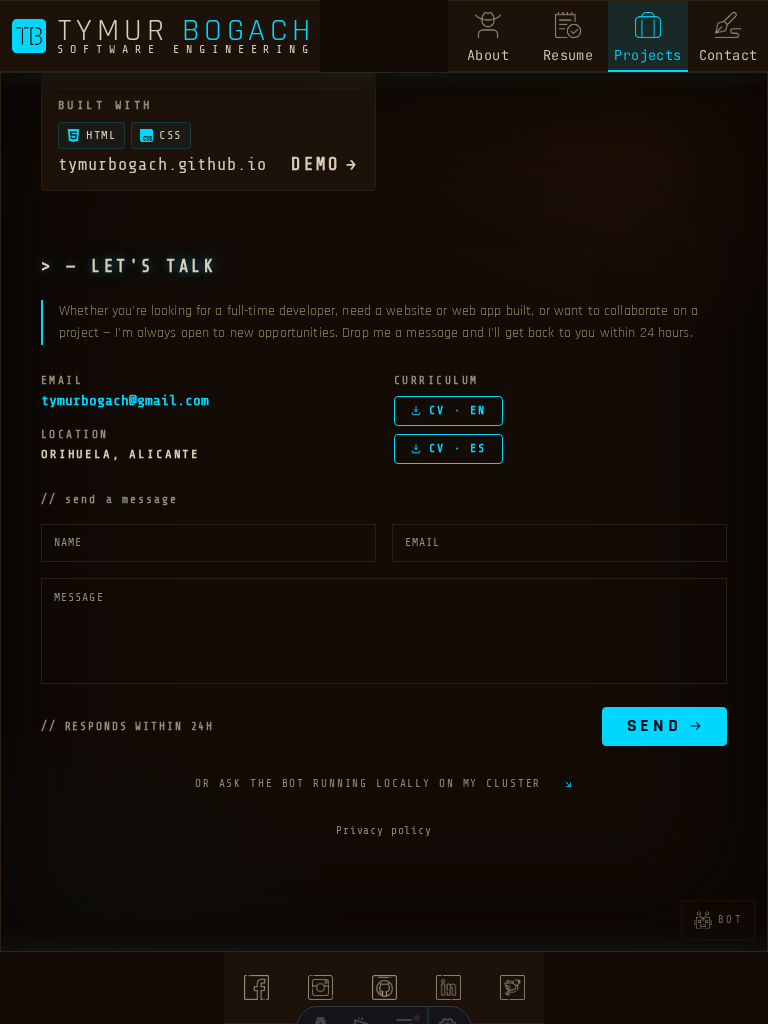 TB TYMUR BOGACH
SOFTWARE ENGINEERING
About
Resume
Projects
Contact
BUILT WITH
HTML
CSS
tymurbogach.github.io
DEMO →
> — LET'S TALK
Whether you're looking for a full-time developer, need a website or web app built, or want to collaborate on a
project — I'm always open to new opportunities. Drop me a message and I'll get back to you within 24 hours.
EMAIL
tymurbogach@gmail.com
LOCATION
ORIHUELA, ALICANTE
CURRICULUM
CV · EN
CV · ES
// send a message
NAME
EMAIL
MESSAGE
// RESPONDS WITHIN 24H
SEND →
OR ASK THE BOT RUNNING LOCALLY ON MY CLUSTER ↘
Privacy policy
BOT